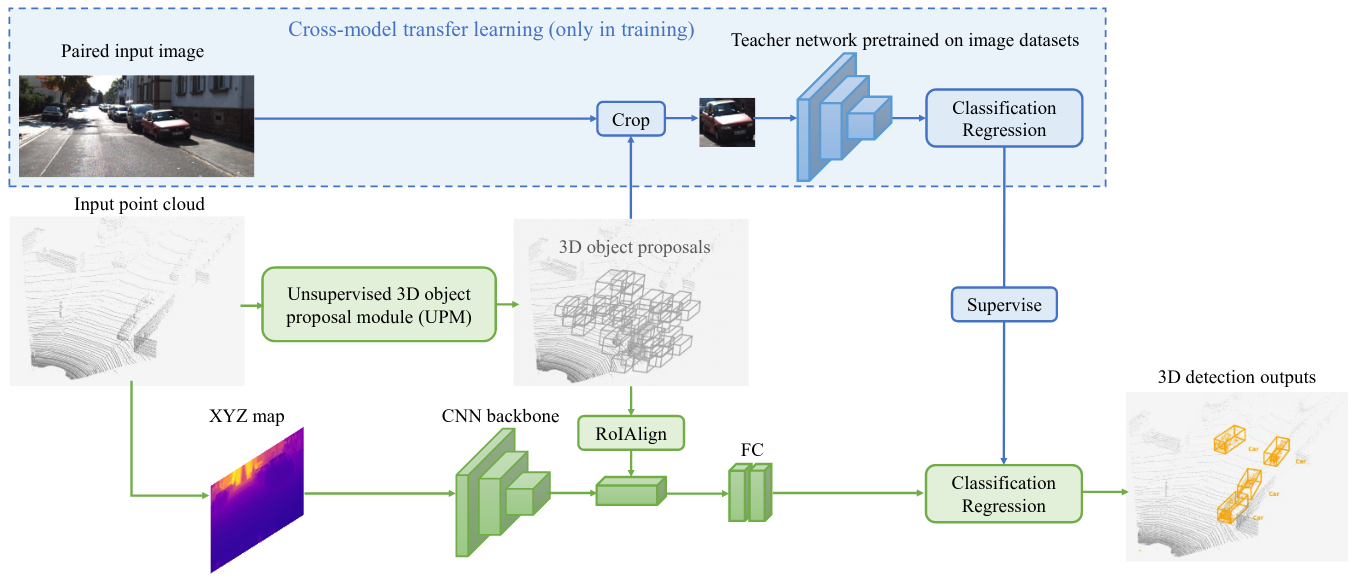 Cross-model transfer learning (only in training)
Paired input image
Teacher network pretrained on image datasets
Crop
Classification
Regression
Input point cloud
Unsupervised 3D object
proposal module (UPM)
3D object proposals
Supervise
3D detection outputs
XYZ map
CNN backbone
RoIAlign
FC
Classification
Regression
Car
Car
Car
Car